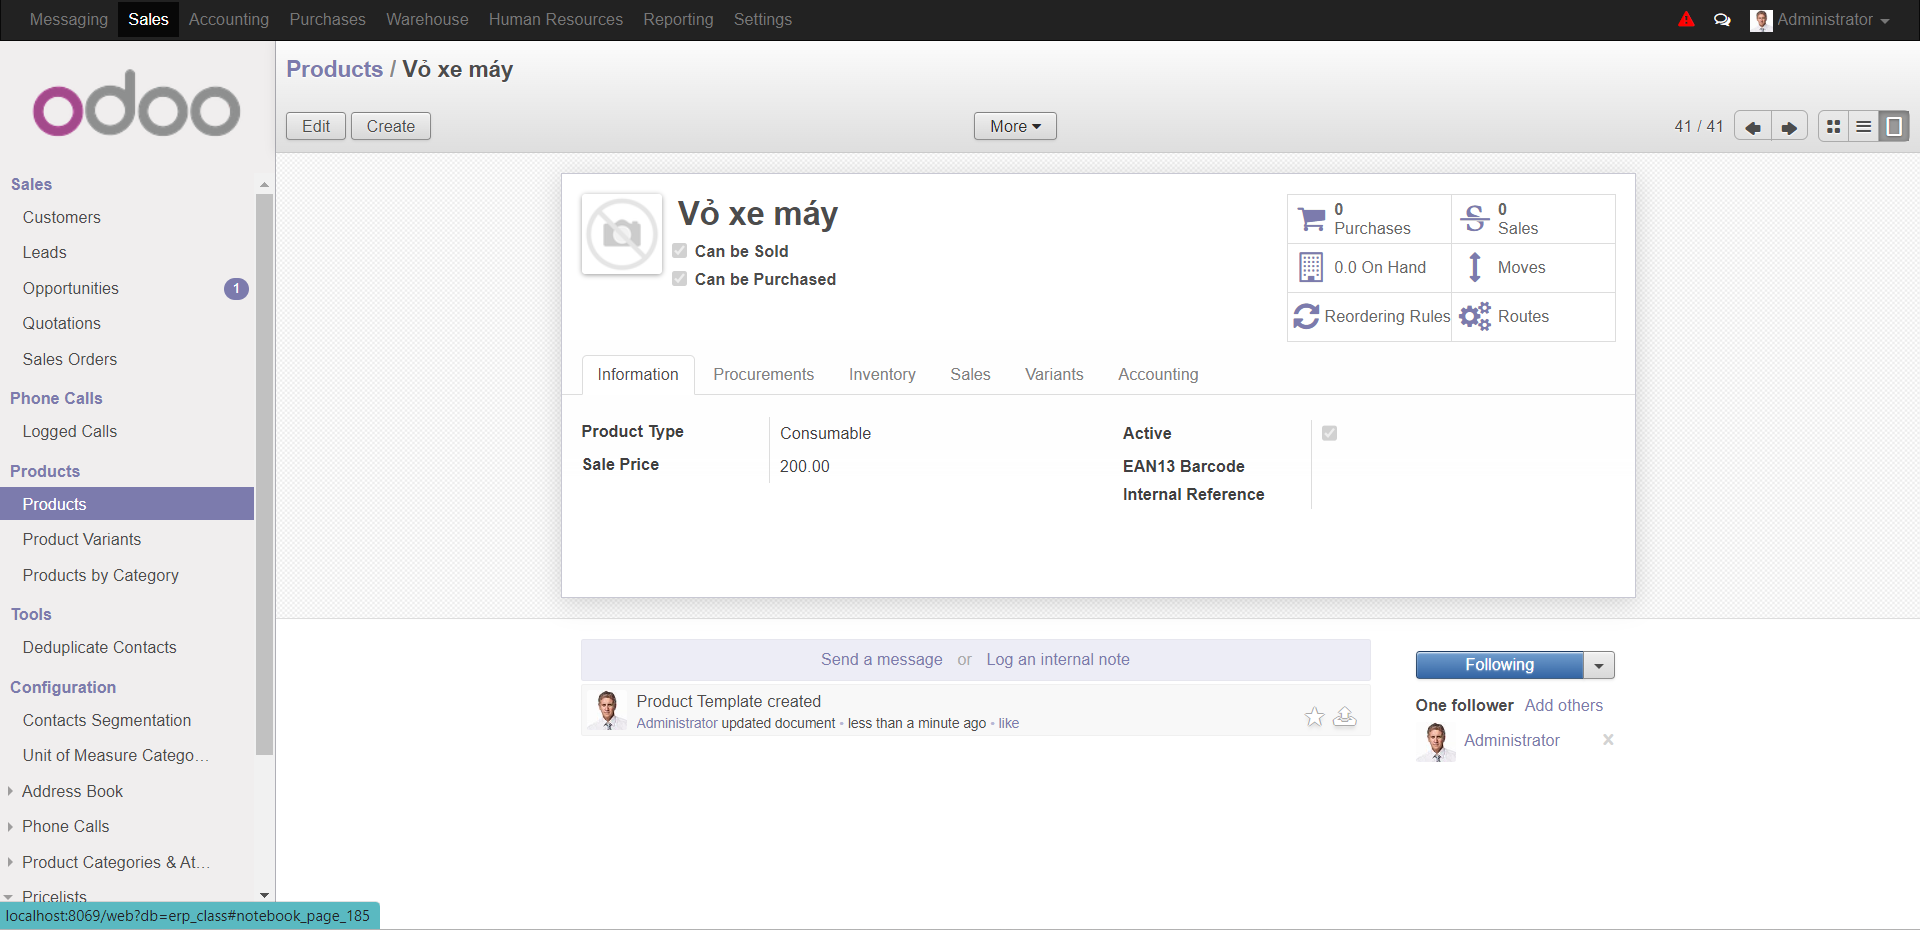 Messaging Sales Accounting Purchases Warehouse Human Resources Reporting Settings Administrator
odoo
Sales
Customers
Leads
Opportunities 1
Quotations
Sales Orders
Phone Calls
Logged Calls
Products
Products
Product Variants
Products by Category
Tools
Deduplicate Contacts
Configuration
Contacts Segmentation
Unit of Measure Catego…
Address Book
Phone Calls
Product Categories & At…
Pricelists
localhost:8069/web?db=erp_class#notebook_page_185
Products / Vỏ xe máy
Edit Create More 41 / 41
Vỏ xe máy
Can be Sold
Can be Purchased
0
Purchases
0
Sales
0.0 On Hand
Moves
Reordering Rules
Routes
Information Procurements Inventory Sales Variants Accounting
Product Type Consumable
Sale Price 200.00
Active
EAN13 Barcode
Internal Reference
Send a message or Log an internal note
Product Template created
Administrator updated document • less than a minute ago • like
Following
One follower Add others
Administrator